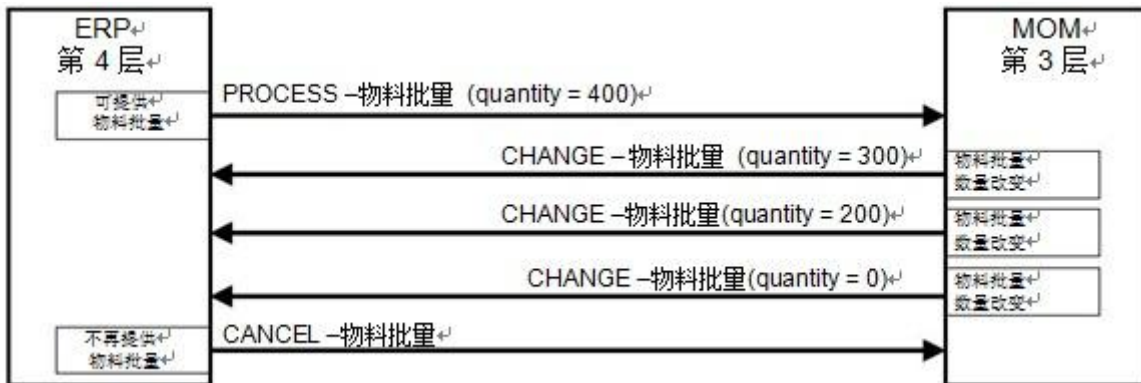 ERP↵
第 4 层↵
MOM↵
第 3 层↵
可提供↵
物料批量↵
PROCESS –物料批量 (quantity = 400)↵
CHANGE –物料批量 (quantity = 300)↵
物料批量↵
数量改变↵
CHANGE –物料批量(quantity = 200)↵
物料批量↵
数量改变↵
CHANGE –物料批量(quantity = 0)↵
物料批量↵
数量改变↵
不再提供↵
物料批量↵
CANCEL –物料批量↵